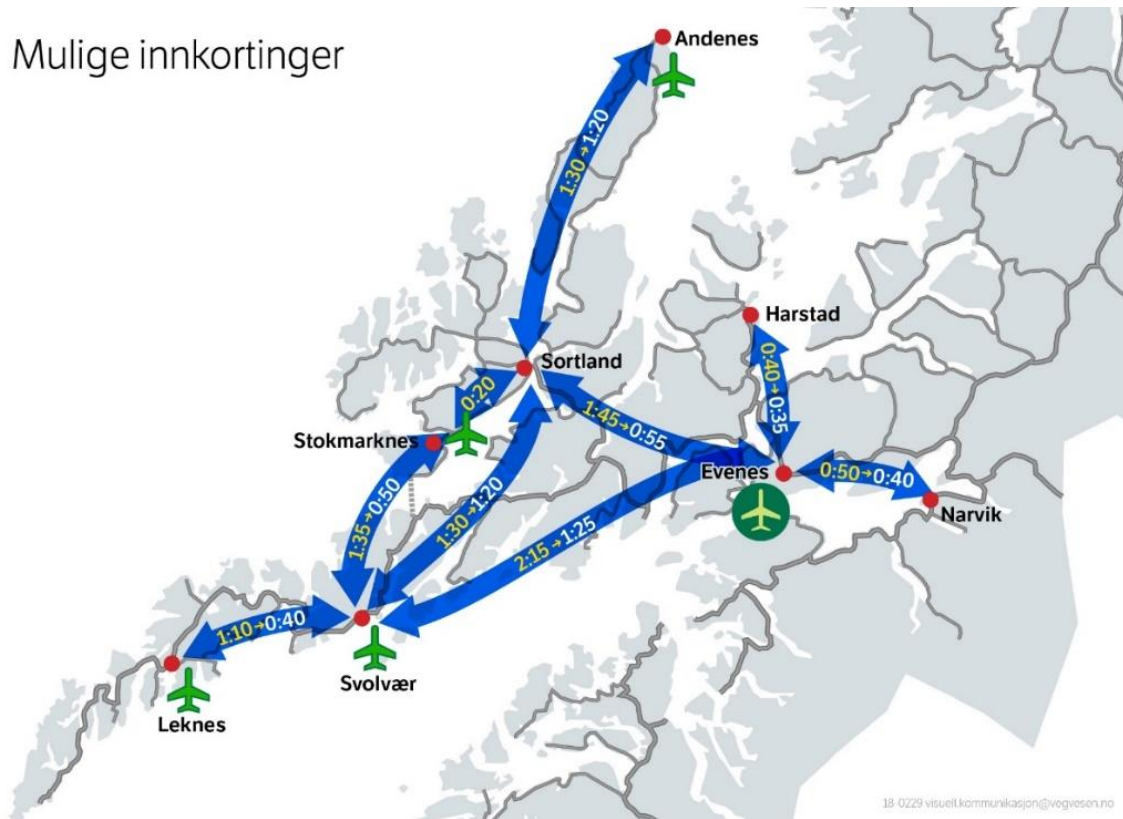 Mulige innkortinger
Andenes
1:30→1:20
Harstad
Sortland
0:40→0:35
0:20
1:45→0:55
Stokmarknes
Evenes
0:50→0:40
Narvik
1:35→0:50
1:30→1:20
2:15→1:25
1:10→0:40
Svolvær
Leknes
18-0229 visuell.kommunikasjon@vegvesen.no